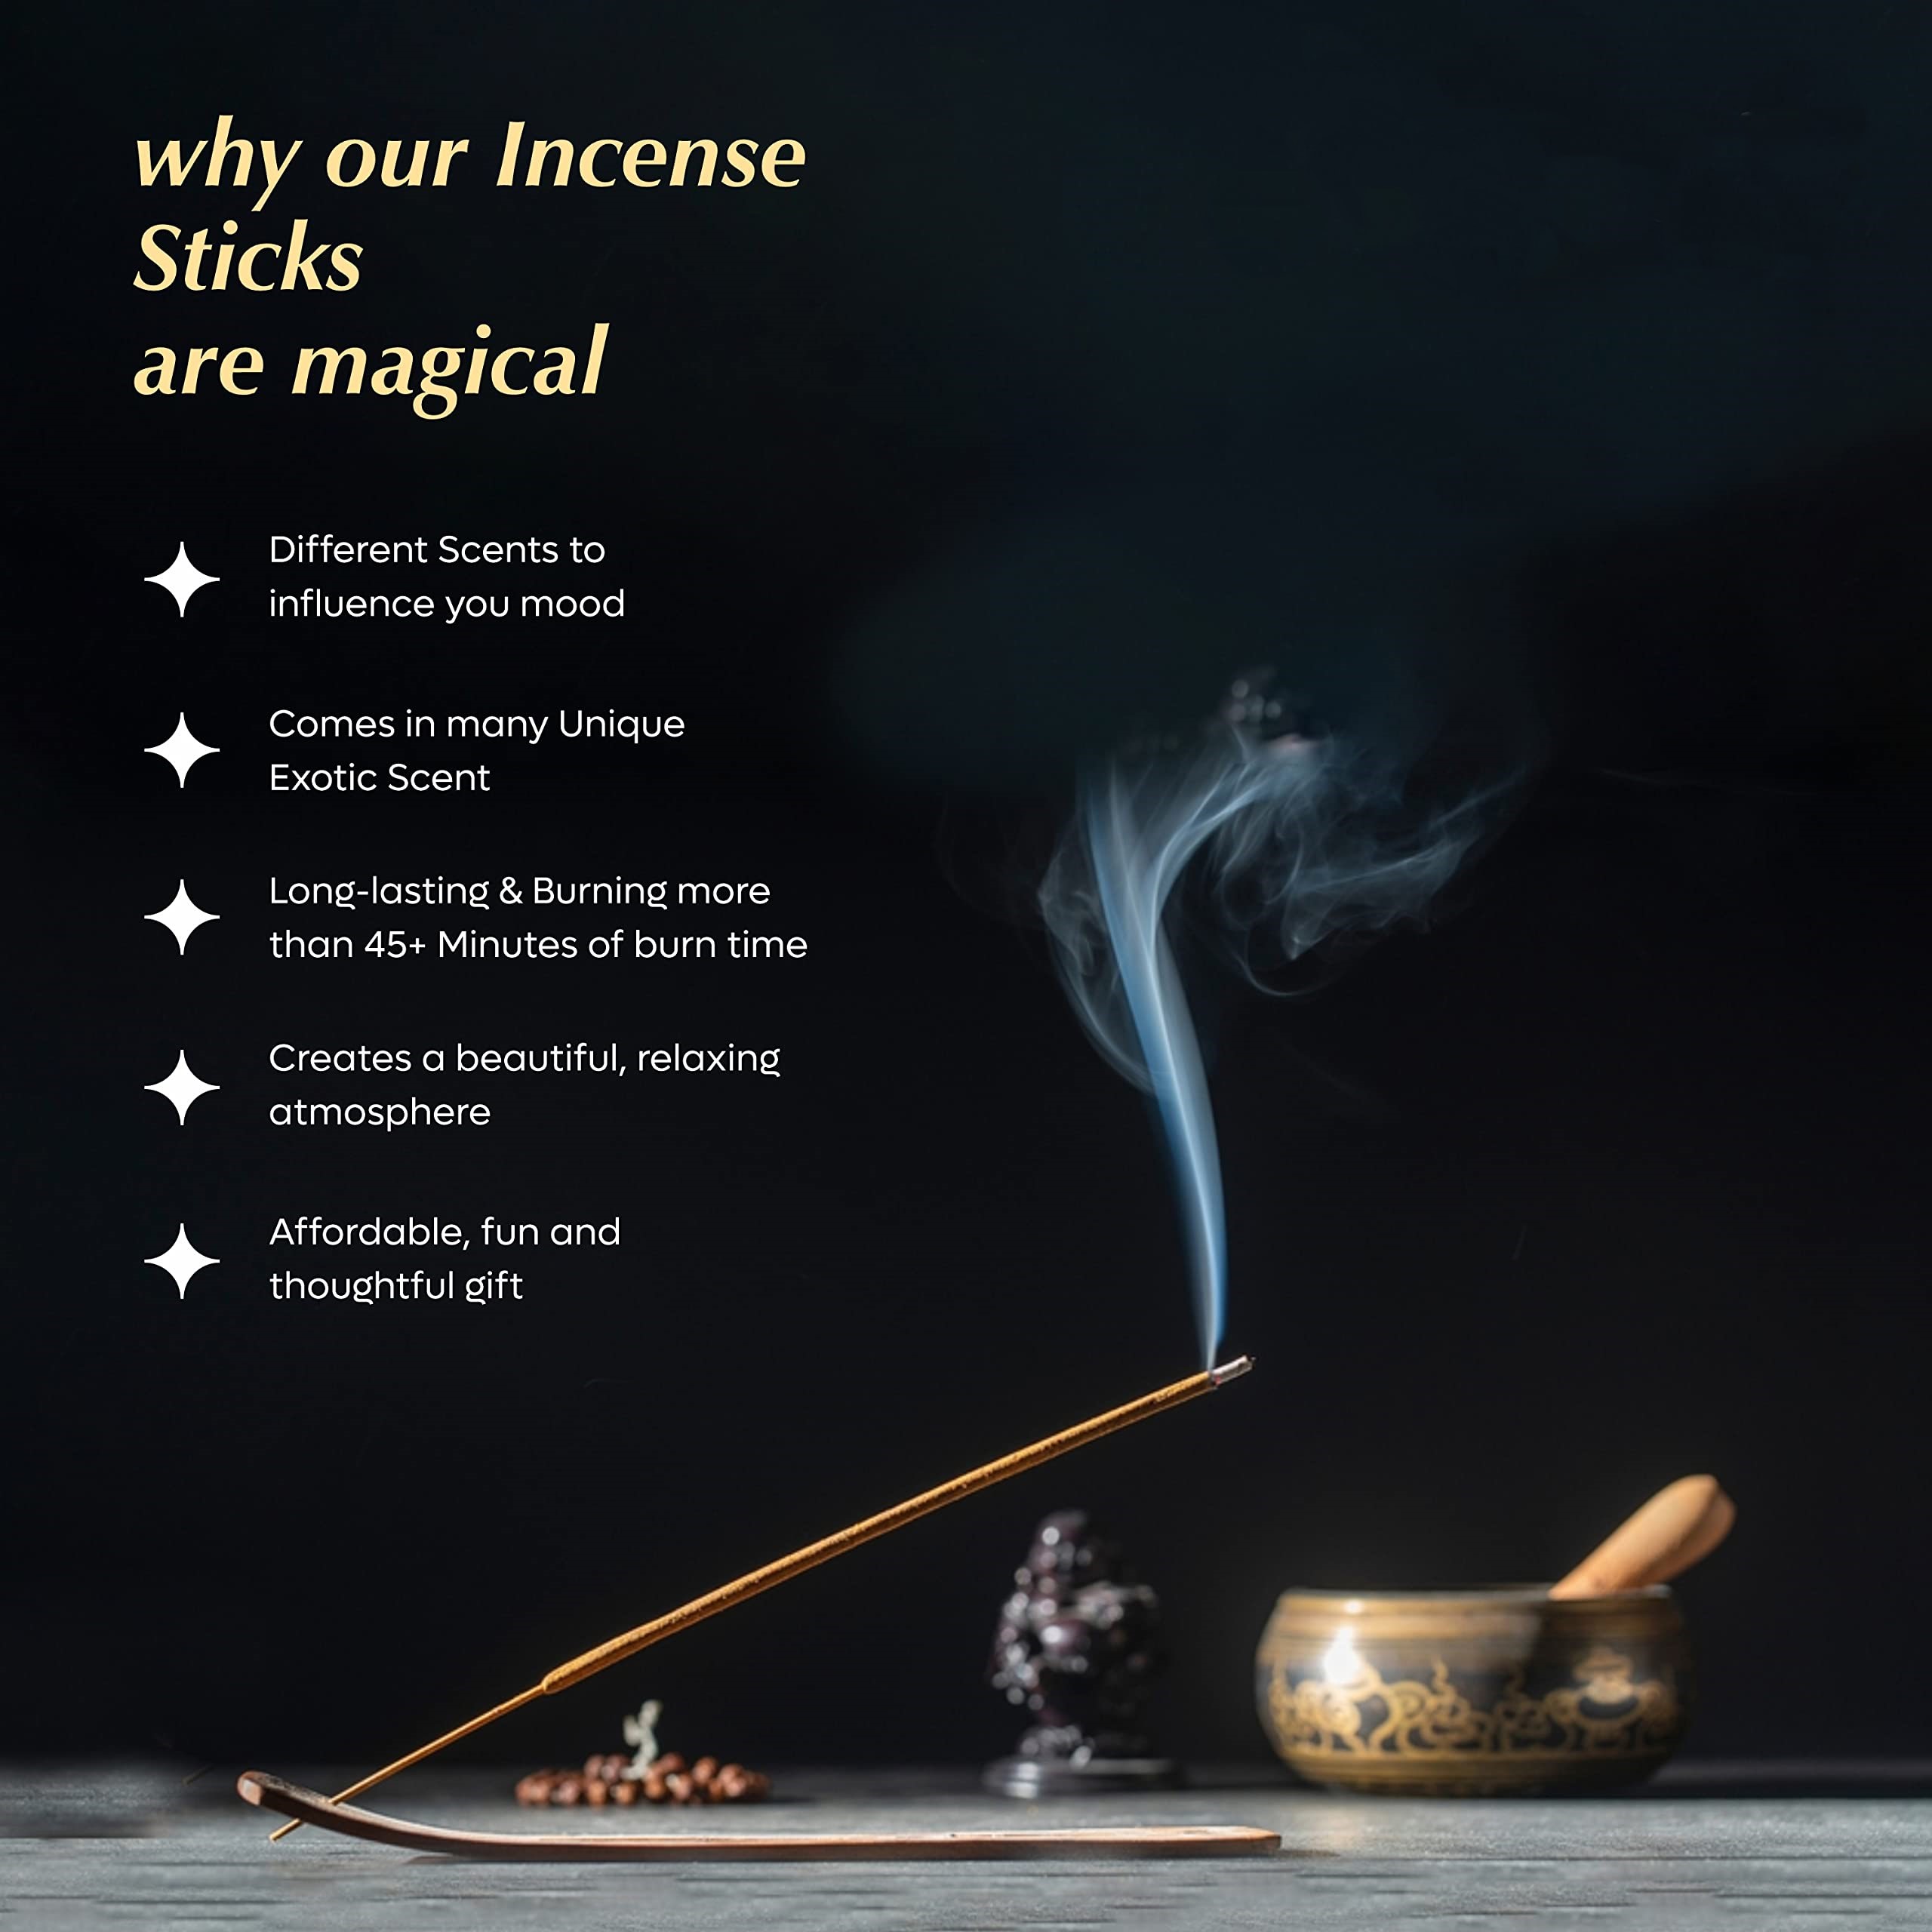 why our Incense
Sticks
are magical
Different Scents to
influence you mood
Comes in many Unique
Exotic Scent
Long-lasting & Burning more
than 45+ Minutes of burn time
Creates a beautiful, relaxing
atmosphere
Affordable, fun and
thoughtful gift